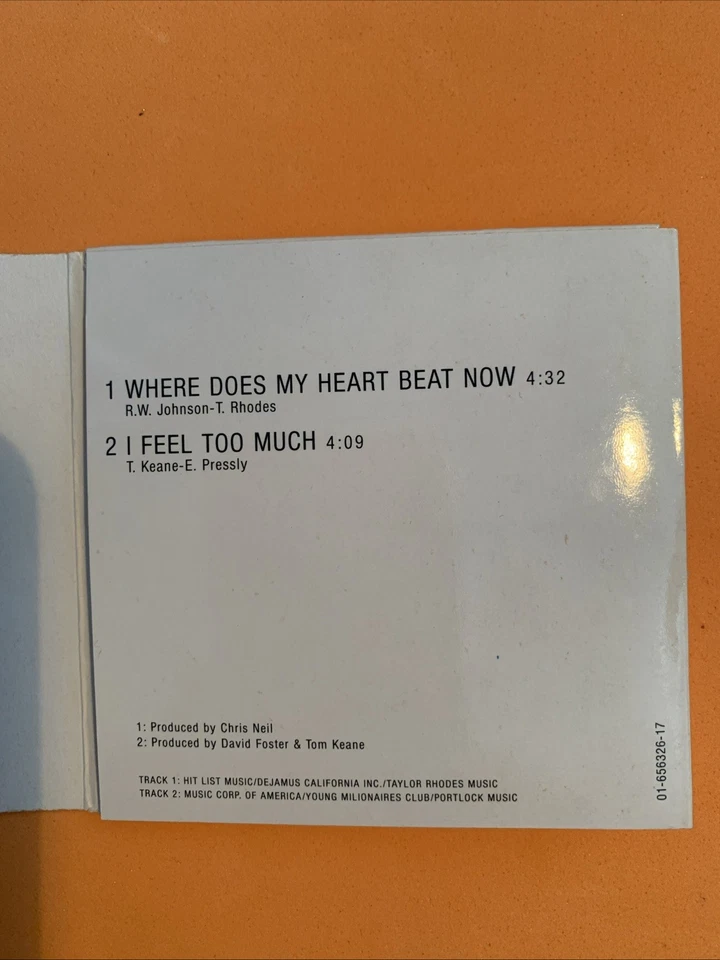 1 WHERE DOES MY HEART BEAT NOW 4:32
R.W. Johnson-T. Rhodes
2 I FEEL TOO MUCH 4:09
T. Keane-E. Pressly
1: Produced by Chris Neil
2: Produced by David Foster & Tom Keane
TRACK 1: HIT LIST MUSIC/DEJAMUS CALIFORNIA INC./TAYLOR RHODES MUSIC
TRACK 2: MUSIC CORP. OF AMERICA/YOUNG MILIONAIRES CLUB/PORTLOCK MUSIC
01-656326-17